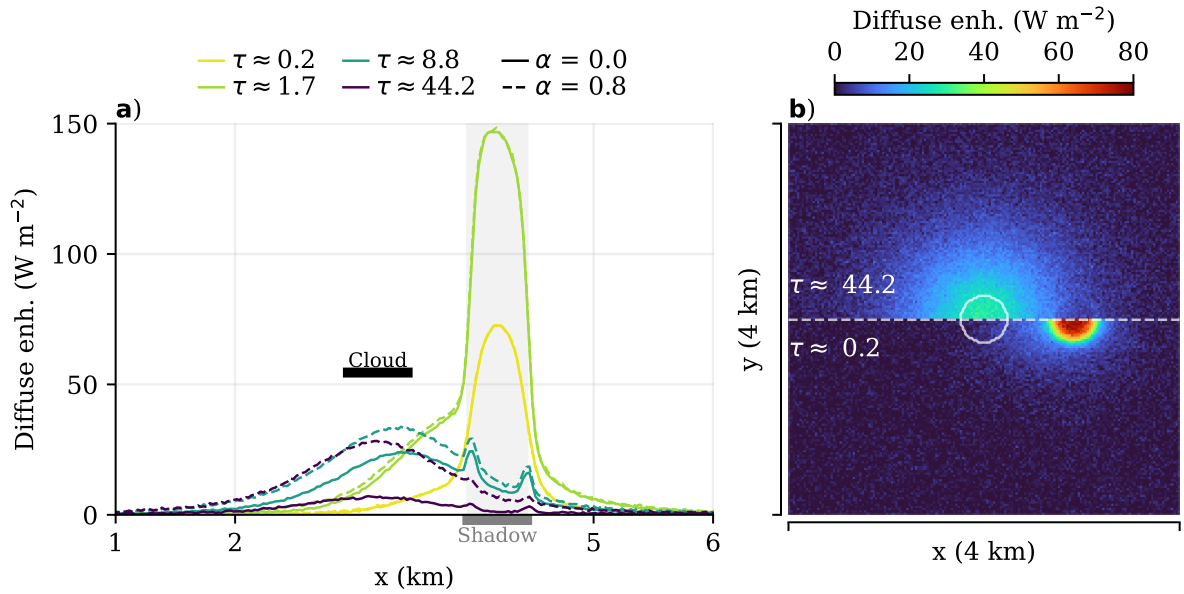 Diffuse enh. (W m⁻²)
0 20 40 60 80
τ ≈ 0.2 τ ≈ 8.8 α = 0.0
τ ≈ 1.7 τ ≈ 44.2 α = 0.8
a) b)
150
100
50
0
Diffuse enh. (W m⁻²)
Cloud
Shadow
1 2 5 6
x (km)
τ ≈ 44.2
τ ≈ 0.2
y (4 km)
x (4 km)